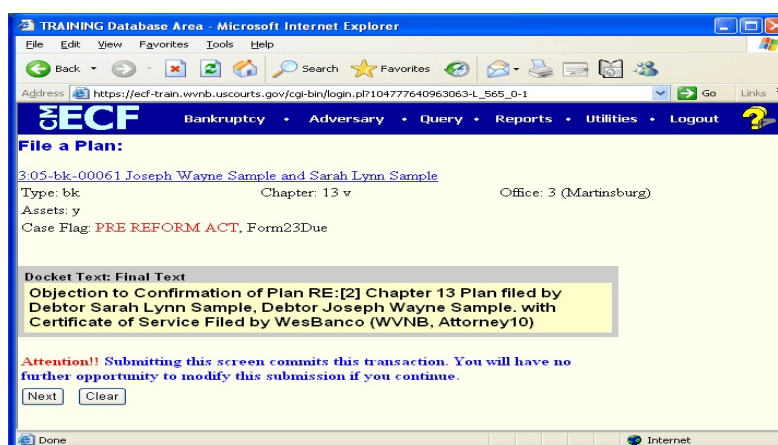 TRAINING Database Area - Microsoft Internet Explorer
File Edit View Favorites Tools Help
Back Search Favorites
Address https://ecf-train.wvnb.uscourts.gov/cgi-bin/login.pl?104777640963063-L_565_0-1 Go Links
CM ECF Bankruptcy • Adversary • Query • Reports • Utilities • Logout ?
File a Plan:
3:05-bk-00061 Joseph Wayne Sample and Sarah Lynn Sample
Type: bk Chapter: 13 v Office: 3 (Martinsburg)
Assets: y
Case Flag: PRE REFORM ACT, Form23Due
Docket Text: Final Text
Objection to Confirmation of Plan RE:[2] Chapter 13 Plan filed by
Debtor Sarah Lynn Sample, Debtor Joseph Wayne Sample. with
Certificate of Service Filed by WesBanco (WVNB, Attorney10)
Attention!! Submitting this screen commits this transaction. You will have no
further opportunity to modify this submission if you continue.
Next Clear
Done Internet